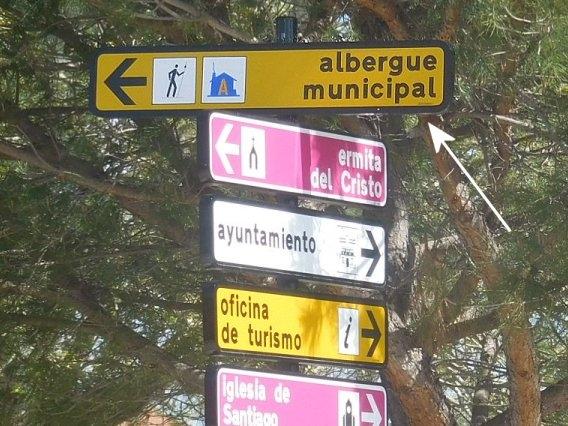 albergue
municipal
A
ermita
del Cristo
ayuntamiento
oficina
de turismo
i
iglesia de
Santiago